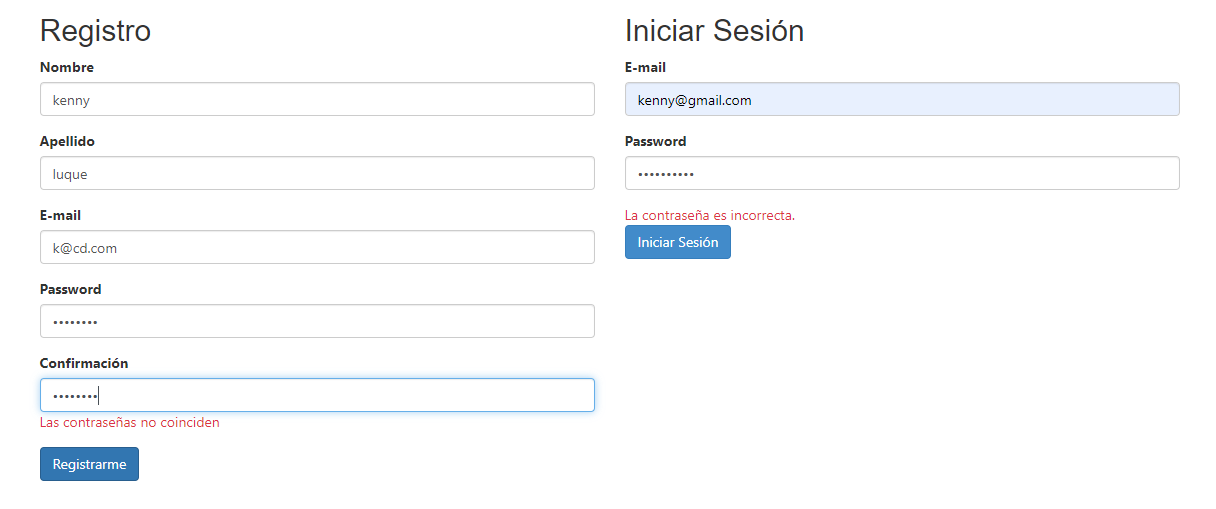 Registro
Nombre
kenny
Apellido
luque
E-mail
k@cd.com
Password
••••••••
Confirmación
••••••••
Las contraseñas no coinciden
Registrarme
Iniciar Sesión
E-mail
kenny@gmail.com
Password
••••••••••
La contraseña es incorrecta.
Iniciar Sesión